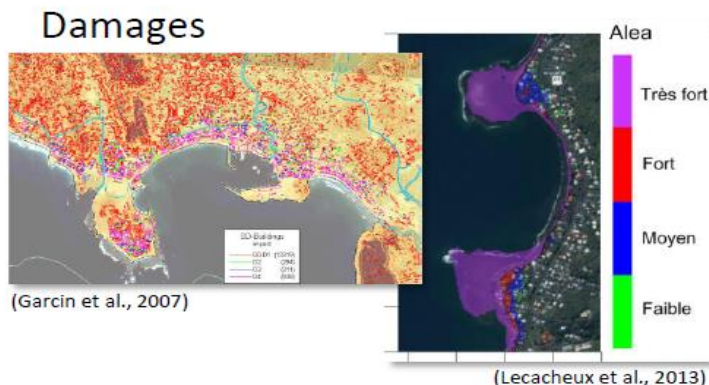 Damages
Alea
Très fort
Fort
Moyen
Faible
(Garcin et al., 2007)
(Lecacheux et al., 2013)